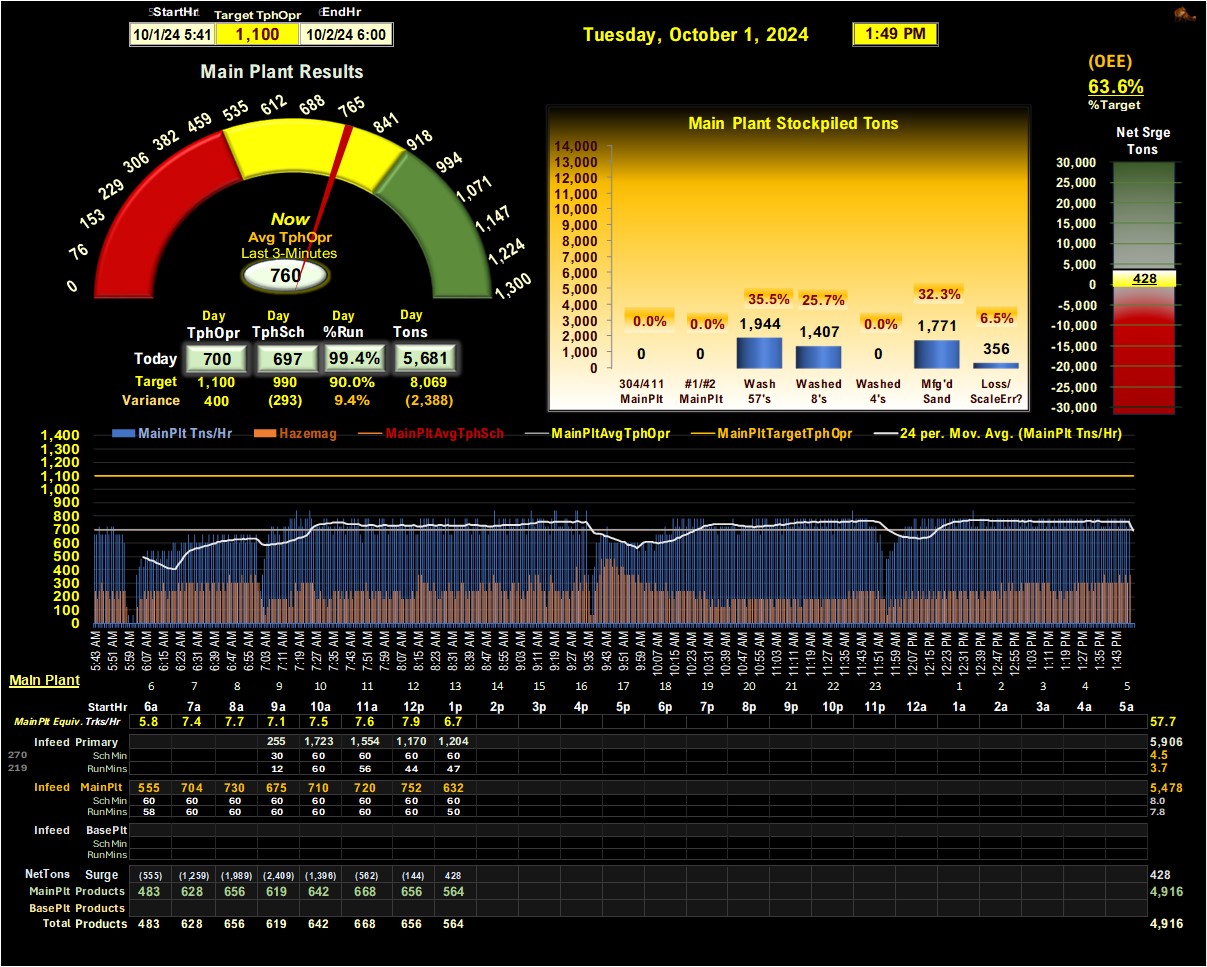 StartHr Target TphOpr EndHr
10/1/24 5:41 1,100 10/2/24 6:00
Tuesday, October 1, 2024
1:49 PM
(OEE)
63.6%
%Target
Main Plant Results
0 76 153 229 306 382 459 535 612 688 765 841 918 994 1,071 1,147 1,224 1,300
Now
Avg TphOpr
Last 3-Minutes
760
Day Day Day Day
TphOpr TphSch %Run Tons
Today 700 697 99.4% 5,681
Target 1,100 990 90.0% 8,069
Variance 400 (293) 9.4% (2,388)
Main Plant Stockpiled Tons
14,000
13,000
12,000
11,000
10,000
9,000
8,000
7,000
6,000
5,000
4,000
3,000
2,000
1,000
0
0.0% 0.0% 35.5% 25.7% 0.0% 32.3% 6.5%
0 0 1,944 1,407 0 1,771 356
304/411 #1/#2 Wash Washed Washed Mfg'd Loss/
MainPlt MainPlt 57's 8's 4's Sand ScaleErr?
Net Srge
Tons
30,000
25,000
20,000
15,000
10,000
5,000
0
-5,000
-10,000
-15,000
-20,000
-25,000
-30,000
428
MainPlt Tns/Hr Hazemag MainPltAvgTphSch MainPltAvgTphOpr MainPltTargetTphOpr 24 per. Mov. Avg. (MainPlt Tns/Hr)
1,400
1,300
1,200
1,100
1,000
900
800
700
600
500
400
300
200
100
0
5:43 AM 5:51 AM 5:59 AM 6:07 AM 6:15 AM 6:23 AM 6:31 AM 6:39 AM 6:47 AM 6:55 AM 7:03 AM 7:11 AM 7:19 AM 7:27 AM 7:35 AM 7:43 AM 7:51 AM 7:59 AM 8:07 AM 8:15 AM 8:23 AM 8:31 AM 8:39 AM 8:47 AM 8:55 AM 9:03 AM 9:11 AM 9:19 AM 9:27 AM 9:35 AM 9:43 AM 9:51 AM 9:59 AM 10:07 AM 10:15 AM 10:23 AM 10:31 AM 10:39 AM 10:47 AM 10:55 AM 11:03 AM 11:11 AM 11:19 AM 11:27 AM 11:35 AM 11:43 AM 11:51 AM 11:59 AM 12:07 PM 12:15 PM 12:23 PM 12:31 PM 12:39 PM 12:47 PM 12:55 PM 1:03 PM 1:11 PM 1:19 PM 1:27 PM 1:35 PM 1:43 PM
Main Plant
6 7 8 9 10 11 12 13 14 15 16 17 18 19 20 21 22 23 1 2 3 4 5
StartHr 6a 7a 8a 9a 10a 11a 12p 1p 2p 3p 4p 5p 6p 7p 8p 9p 10p 11p 12a 1a 2a 3a 4a 5a
MainPlt Equiv. Trks/Hr 5.8 7.4 7.7 7.1 7.5 7.6 7.9 6.7 57.7
Infeed Primary 255 1,723 1,554 1,170 1,204 5,906
270 SchMin 30 60 60 60 60 4.5
219 RunMins 12 60 56 44 47 3.7
Infeed MainPlt 555 704 730 675 710 720 752 632 5,478
SchMin 60 60 60 60 60 60 60 60 8.0
RunMins 58 60 60 60 60 60 60 50 7.8
Infeed BasePlt
SchMin
RunMins
NetTons Surge (555) (1,259) (1,989) (2,409) (1,396) (562) (144) 428 428
MainPlt Products 483 628 656 619 642 668 656 564 4,916
BasePlt Products
Total Products 483 628 656 619 642 668 656 564 4,916